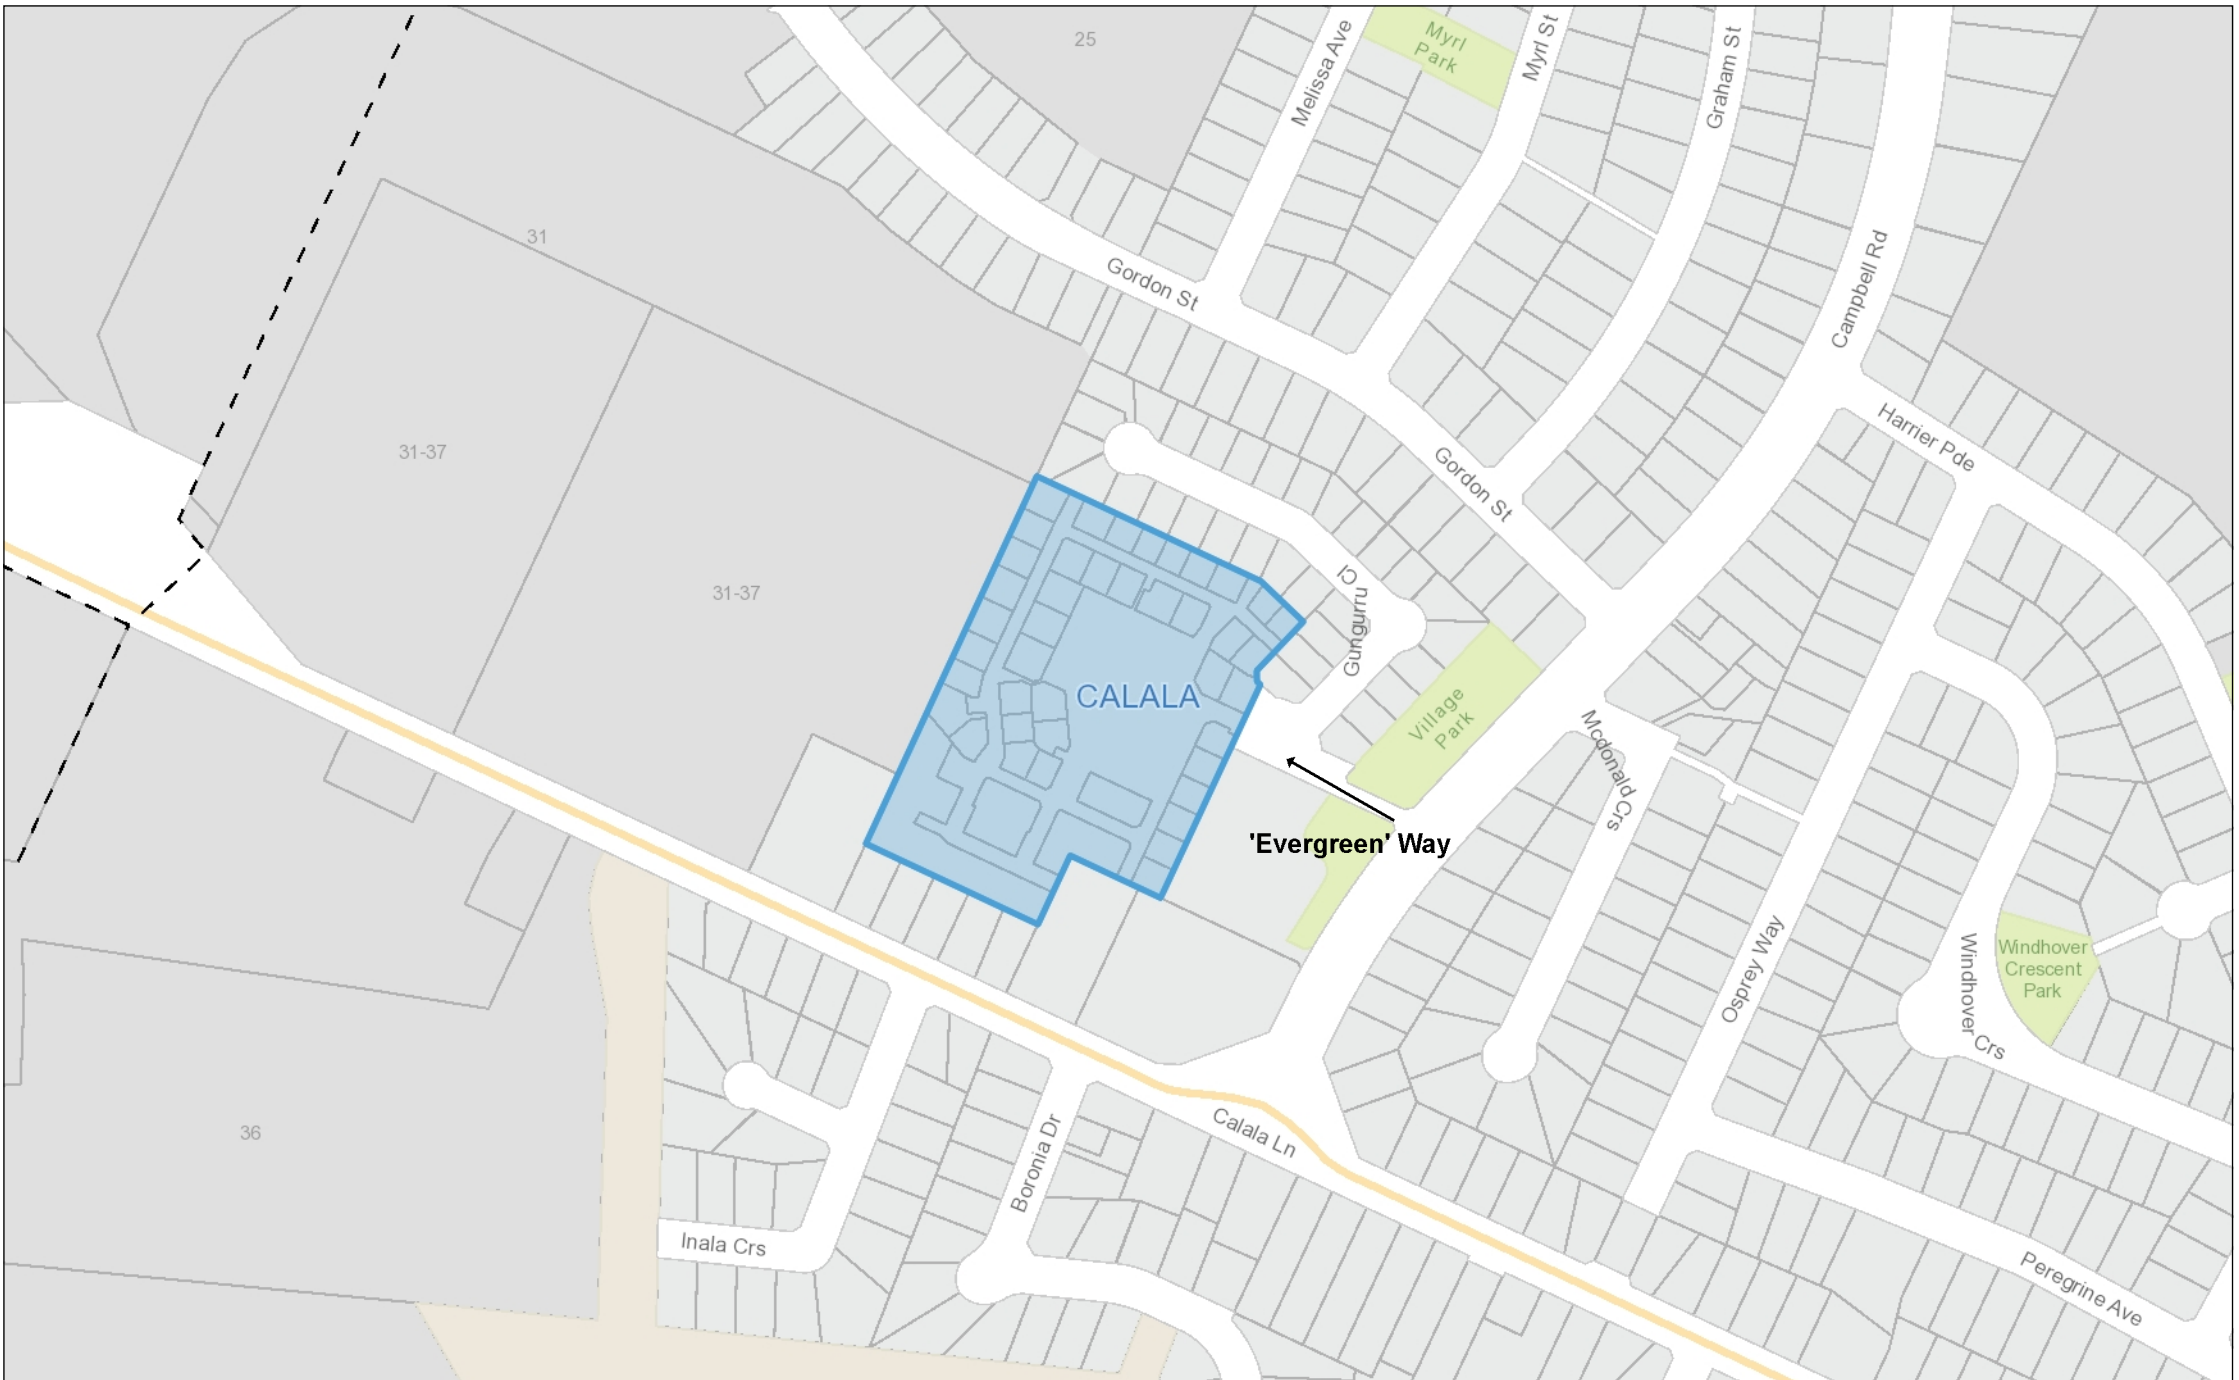 25
Melissa Ave
Myrl
Park
Myrl St
Graham St
31
Gordon St
Campbell Rd
31-37
Harrier Pde
Gordon St
31-37
Gungurru Cl
CALALA
Village
Park
Mcdonald Crs
'Evergreen' Way
Osprey Way
Windhover Crs
Windhover
Crescent
Park
36
Calala Ln
Boronia Dr
Inala Crs
Peregrine Ave